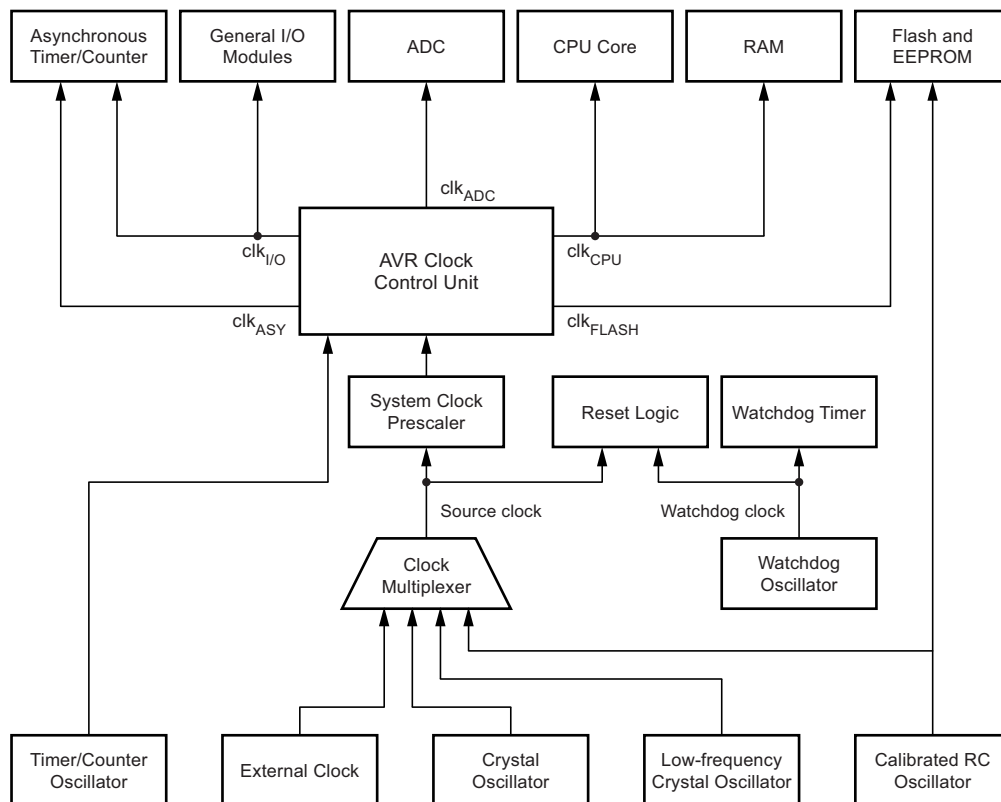 Asynchronous
Timer/Counter
General I/O
Modules
ADC
CPU Core
RAM
Flash and
EEPROM
clkADC
clkI/O
AVR Clock
Control Unit
clkCPU
clkASY
clkFLASH
System Clock
Prescaler
Reset Logic
Watchdog Timer
Source clock
Watchdog clock
Clock
Multiplexer
Watchdog
Oscillator
Timer/Counter
Oscillator
External Clock
Crystal
Oscillator
Low-frequency
Crystal Oscillator
Calibrated RC
Oscillator